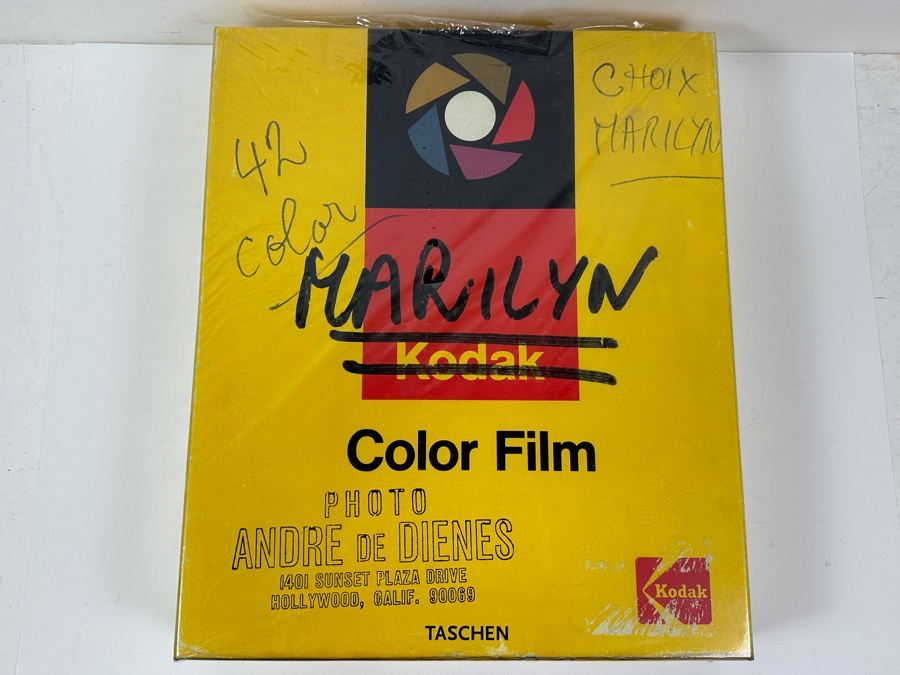 42
color
CHOIX
MARILYN
MARILYN
Kodak
Color Film
PHOTO
ANDRE DE DIENES
1401 SUNSET PLAZA DRIVE
HOLLYWOOD, CALIF. 90069
Kodak
TASCHEN